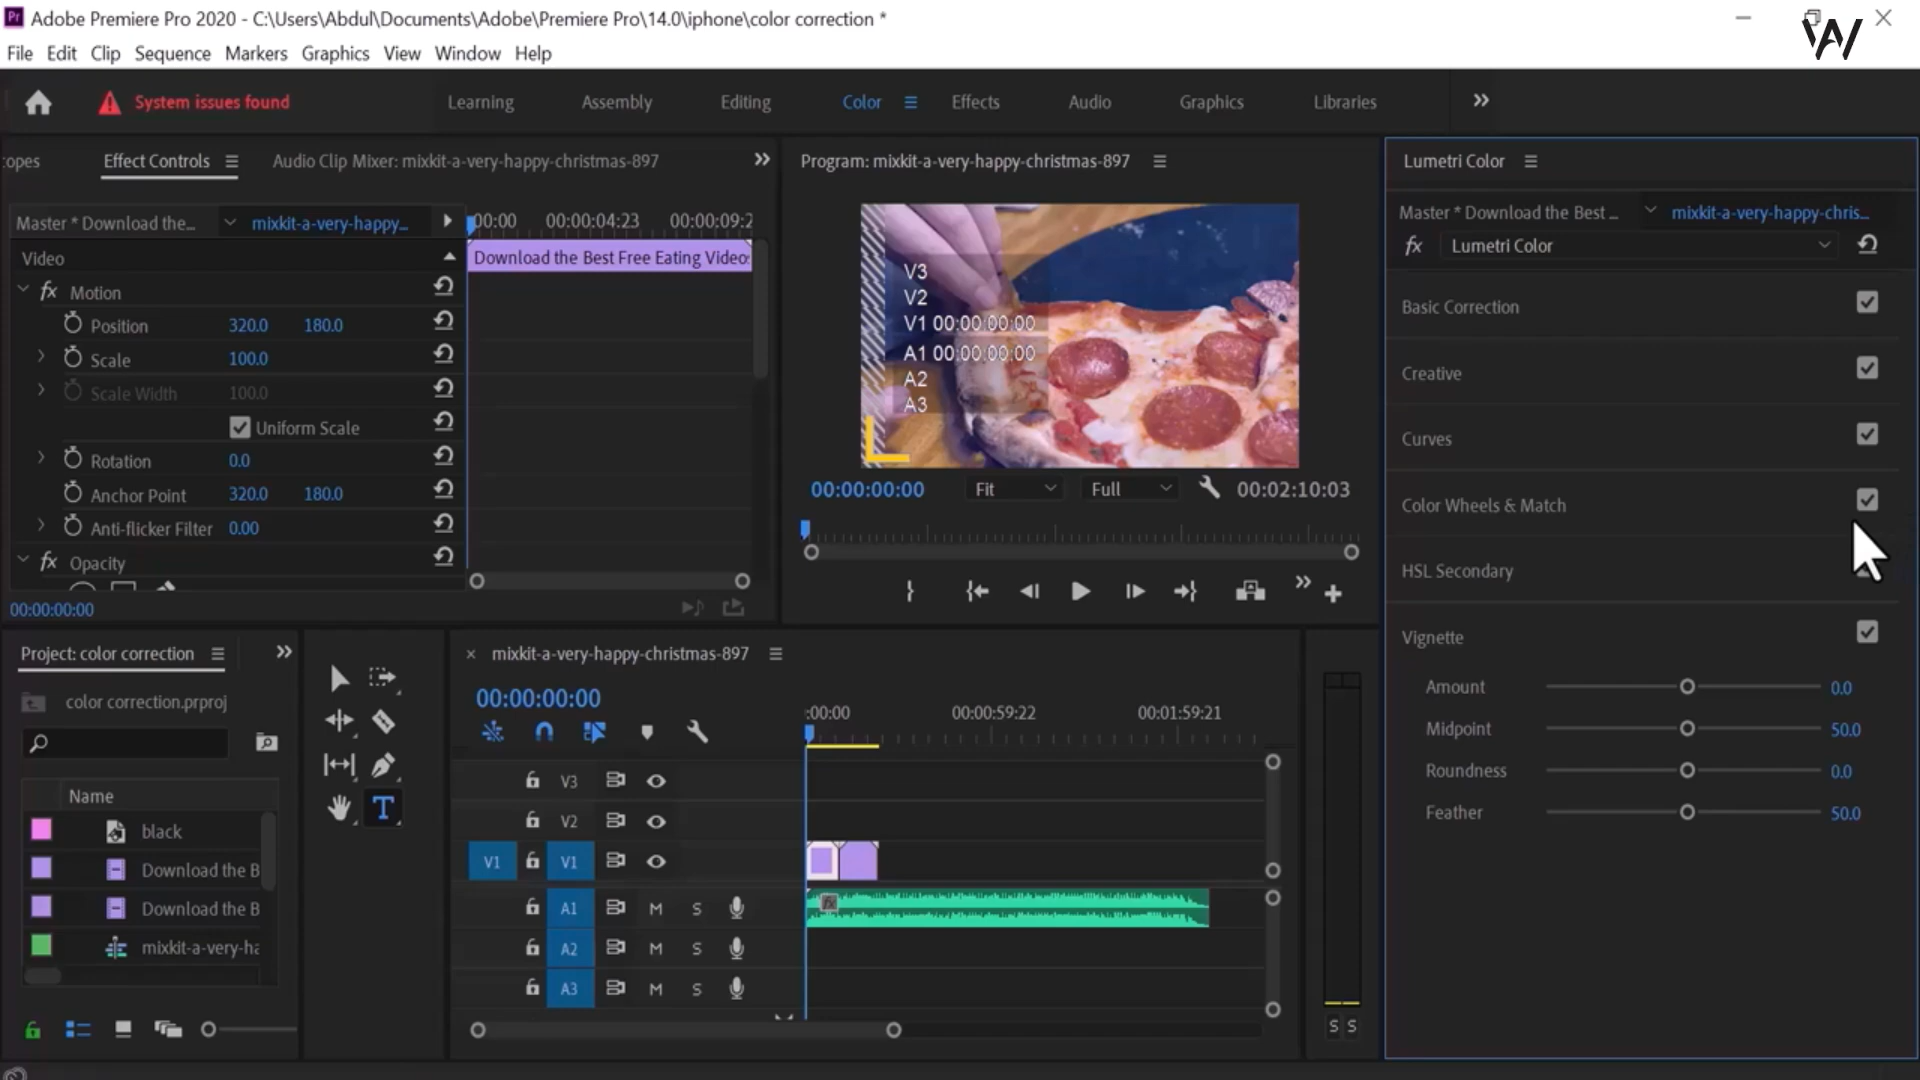 Adobe Premiere Pro 2020 - C:\Users\Abdul\Documents\Adobe\Premiere Pro\14.0\iphone\color correction *
File Edit Clip Sequence Markers Graphics View Window Help
System issues found
Learning Assembly Editing Color Effects Audio Graphics Libraries
opes Effect Controls Audio Clip Mixer: mixkit-a-very-happy-christmas-897
Master * Download the... mixkit-a-very-happy...
:00:00 00:00:04:23 00:00:09:2
Video
Download the Best Free Eating Videos
fx Motion
Position 320.0 180.0
Scale 100.0
Scale Width 100.0
Uniform Scale
Rotation 0.0
Anchor Point 320.0 180.0
Anti-flicker Filter 0.00
fx Opacity
00:00:00:00
Program: mixkit-a-very-happy-christmas-897
V3
V2
V1 00:00:00:00
A1 00:00:00:00
A2
A3
00:00:00:00 Fit Full 00:02:10:03
Lumetri Color
Master * Download the Best ... mixkit-a-very-happy-chris...
fx Lumetri Color
Basic Correction
Creative
Curves
Color Wheels & Match
HSL Secondary
Vignette
Amount 0.0
Midpoint 50.0
Roundness 0.0
Feather 50.0
Project: color correction
color correction.prproj
Name
black
Download the B
Download the B
mixkit-a-very-ha
mixkit-a-very-happy-christmas-897
00:00:00:00
:00:00 00:00:59:22 00:01:59:21
V3
V2
V1 V1
A1 M S
A2 M S
A3 M S
fx
S S